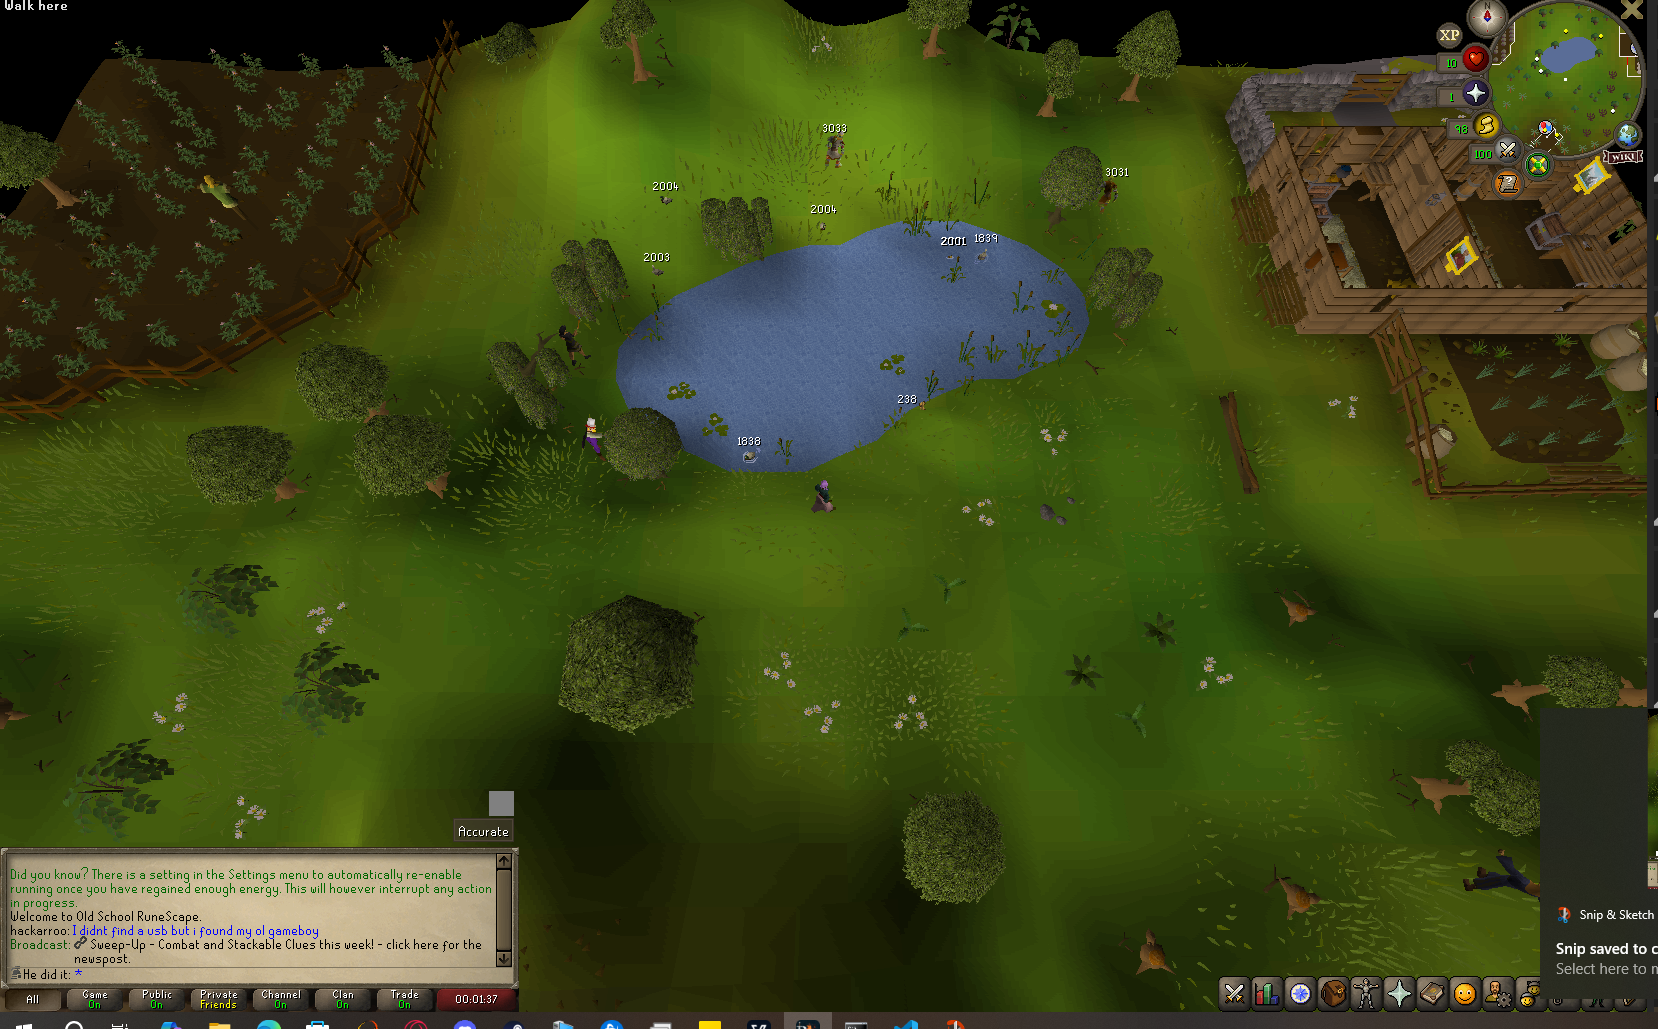 Walk here
XP
N
10
1
98
100
WIKI
3033
3031
2004
2004
2001
1839
2003
238
1838
Accurate
Did you know? There is a setting in the Settings menu to automatically re-enable
running once you have regained enough energy. This will however interrupt any action
in progress.
Welcome to Old School RuneScape.
hackarroo: I didnt find a usb but i found my ol gameboy
Broadcast: Sweep-Up - Combat and Stackable Clues this week! - click here for the
newspost.
He did it: *
All
Game
On
Public
On
Private
Friends
Channel
On
Clan
On
Trade
On
00:01:37
Snip & Sketch
Snip saved to c
Select here to m